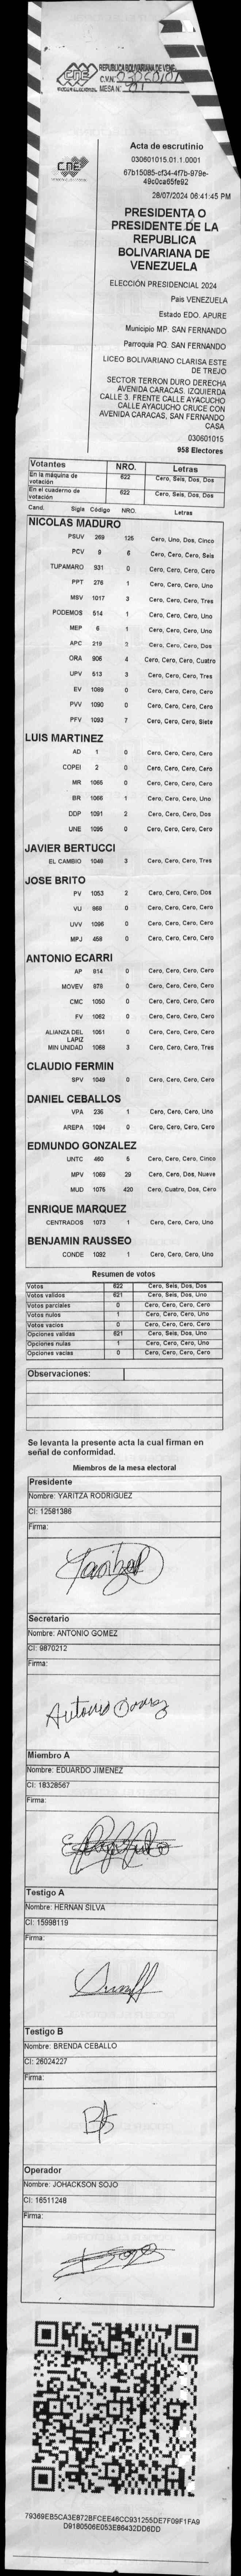 CNE
REPUBLICA BOLIVARIANA DE VENE
C.V.N. 030601015
MESA N: 01
Acta de escrutinio
030601015.01.1.0001
67b15085-cf34-4f7b-979e-
49c0ca65fe92
CNE
28/07/2024 06:41:45 PM
PRESIDENTA O
PRESIDENTE DE LA
REPUBLICA
BOLIVARIANA DE
VENEZUELA
ELECCIÓN PRESIDENCIAL 2024
Pais VENEZUELA
Estado EDO. APURE
Municipio MP. SAN FERNANDO
Parroquia PQ. SAN FERNANDO
LICEO BOLIVARIANO CLARISA ESTE
DE TREJO
SECTOR TERRON DURO DERECHA
AVENIDA CARACAS. IZQUIERDA
CALLE 3. FRENTE CALLE AYACUCHO
CALLE AYACUCHO CRUCE CON
AVENIDA CARACAS, SAN FERNANDO
CASA
030601015
958 Electores
Votantes NRO. Letras
En la máquina de votación 622 Cero, Seis, Dos, Dos
En el cuaderno de votación 622 Cero, Seis, Dos, Dos
Cand. Sigla Código NRO. Letras
NICOLAS MADURO
PSUV 269 125 Cero, Uno, Dos, Cinco
PCV 9 6 Cero, Cero, Cero, Seis
TUPAMARO 931 0 Cero, Cero, Cero, Cero
PPT 276 1 Cero, Cero, Cero, Uno
MSV 1017 3 Cero, Cero, Cero, Tres
PODEMOS 514 1 Cero, Cero, Cero, Uno
MEP 6 1 Cero, Cero, Cero, Uno
APC 219 Cero, Cero, Cero, Dos
ORA 906 4 Cero, Cero, Cero, Cuatro
UPV 513 3 Cero, Cero, Cero, Tres
EV 1089 0 Cero, Cero, Cero, Cero
PVV 1090 0 Cero, Cero, Cero, Cero
PFV 1093 7 Cero, Cero, Cero, Siete
LUIS MARTINEZ
AD 1 0 Cero, Cero, Cero, Cero
COPEI 2 0 Cero, Cero, Cero, Cero
MR 1065 0 Cero, Cero, Cero, Cero
BR 1066 1 Cero, Cero, Cero, Uno
DDP 1091 2 Cero, Cero, Cero, Dos
UNE 1095 0 Cero, Cero, Cero, Cero
JAVIER BERTUCCI
EL CAMBIO 1048 3 Cero, Cero, Cero, Tres
JOSE BRITO
PV 1053 2 Cero, Cero, Cero, Dos
VU 868 0 Cero, Cero, Cero, Cero
UVV 1096 0 Cero, Cero, Cero, Cero
MPJ 458 0 Cero, Cero, Cero, Cero
ANTONIO ECARRI
AP 814 0 Cero, Cero, Cero, Cero
MOVEV 878 0 Cero, Cero, Cero, Cero
CMC 1050 0 Cero, Cero, Cero, Cero
FV 1062 0 Cero, Cero, Cero, Cero
ALIANZA DEL LAPIZ 1051 0 Cero, Cero, Cero, Cero
MIN UNIDAD 1068 3 Cero, Cero, Cero, Tres
CLAUDIO FERMIN
SPV 1049 0 Cero, Cero, Cero, Cero
DANIEL CEBALLOS
VPA 236 1 Cero, Cero, Cero, Uno
AREPA 1094 0 Cero, Cero, Cero, Cero
EDMUNDO GONZALEZ
UNTC 460 5 Cero, Cero, Cero, Cinco
MPV 1069 29 Cero, Cero, Dos, Nueve
MUD 1075 420 Cero, Cuatro, Dos, Cero
ENRIQUE MARQUEZ
CENTRADOS 1073 1 Cero, Cero, Cero, Uno
BENJAMIN RAUSSEO
CONDE 1092 1 Cero, Cero, Cero, Uno
Resumen de votos
Votos 622 Cero, Seis, Dos, Dos
Votos validos 621 Cero, Seis, Dos, Uno
Votos parciales 0 Cero, Cero, Cero, Cero
Votos nulos 1 Cero, Cero, Cero, Uno
Votos vacios 0 Cero, Cero, Cero, Cero
Opciones validas 621 Cero, Seis, Dos, Uno
Opciones nulas 1 Cero, Cero, Cero, Uno
Opciones vacias 0 Cero, Cero, Cero, Cero
Observaciones:
Se levanta la presente acta la cual firman en
señal de conformidad.
Miembros de la mesa electoral
Presidente
Nombre: YARITZA RODRIGUEZ
CI: 12581386
Firma:
Secretario
Nombre: ANTONIO GOMEZ
CI: 9870212
Firma:
Antonio Gomez
Miembro A
Nombre: EDUARDO JIMENEZ
CI: 18328567
Firma:
Testigo A
Nombre: HERNAN SILVA
CI: 15998119
Firma:
Testigo B
Nombre: BRENDA CEBALLO
CI: 26024227
Firma:
Operador
Nombre: JOHACKSON SOJO
CI: 16511248
Firma:
79369EB5CA3E872BFCEE46CC931255DE7F09F1FA9
D9180506E053E86432DD6DD